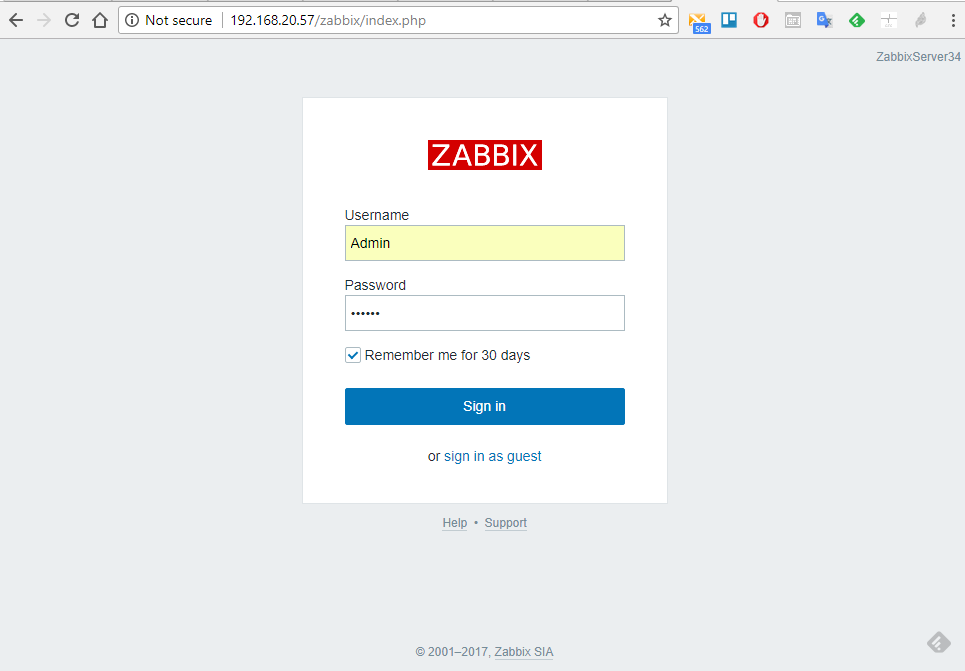 Not secure 192.168.20.57/zabbix/index.php
562
ZabbixServer34
ZABBIX
Username
Admin
Password
••••••
Remember me for 30 days
Sign in
or sign in as guest
Help • Support
© 2001–2017, Zabbix SIA